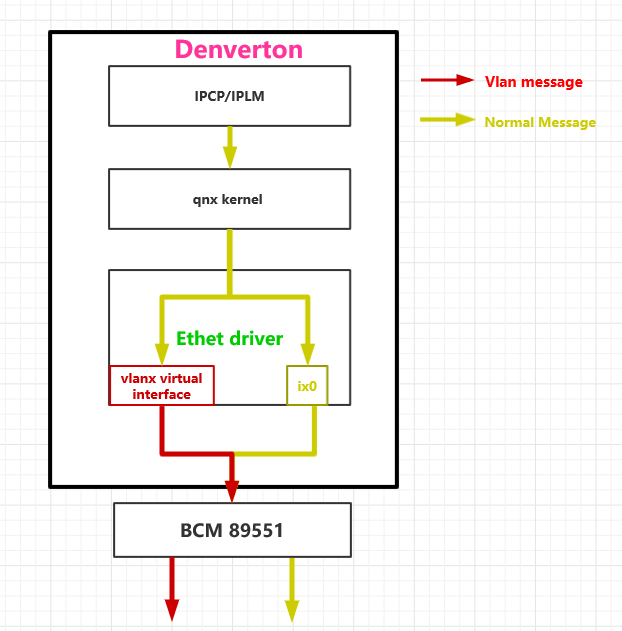 Denverton
IPCP/IPLM
Vlan message
Normal Message
qnx kernel
Ethet driver
vlanx virtual
interface
ix0
BCM 89551